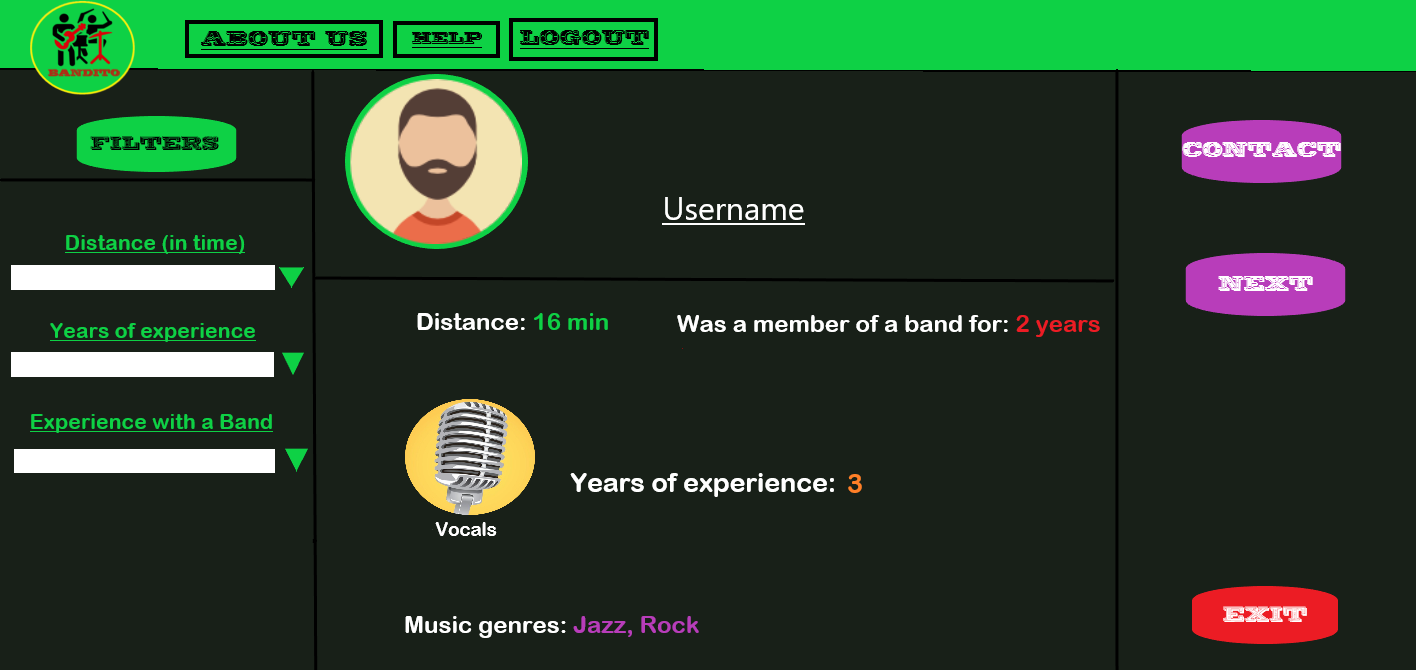 BANDITO
ABOUT US
HELP
LOGOUT
FILTERS
Distance (in time)
Years of experience
Experience with a Band
Username
Distance: 16 min
Was a member of a band for: 2 years
Vocals
Years of experience: 3
Music genres: Jazz, Rock
CONTACT
NEXT
EXIT